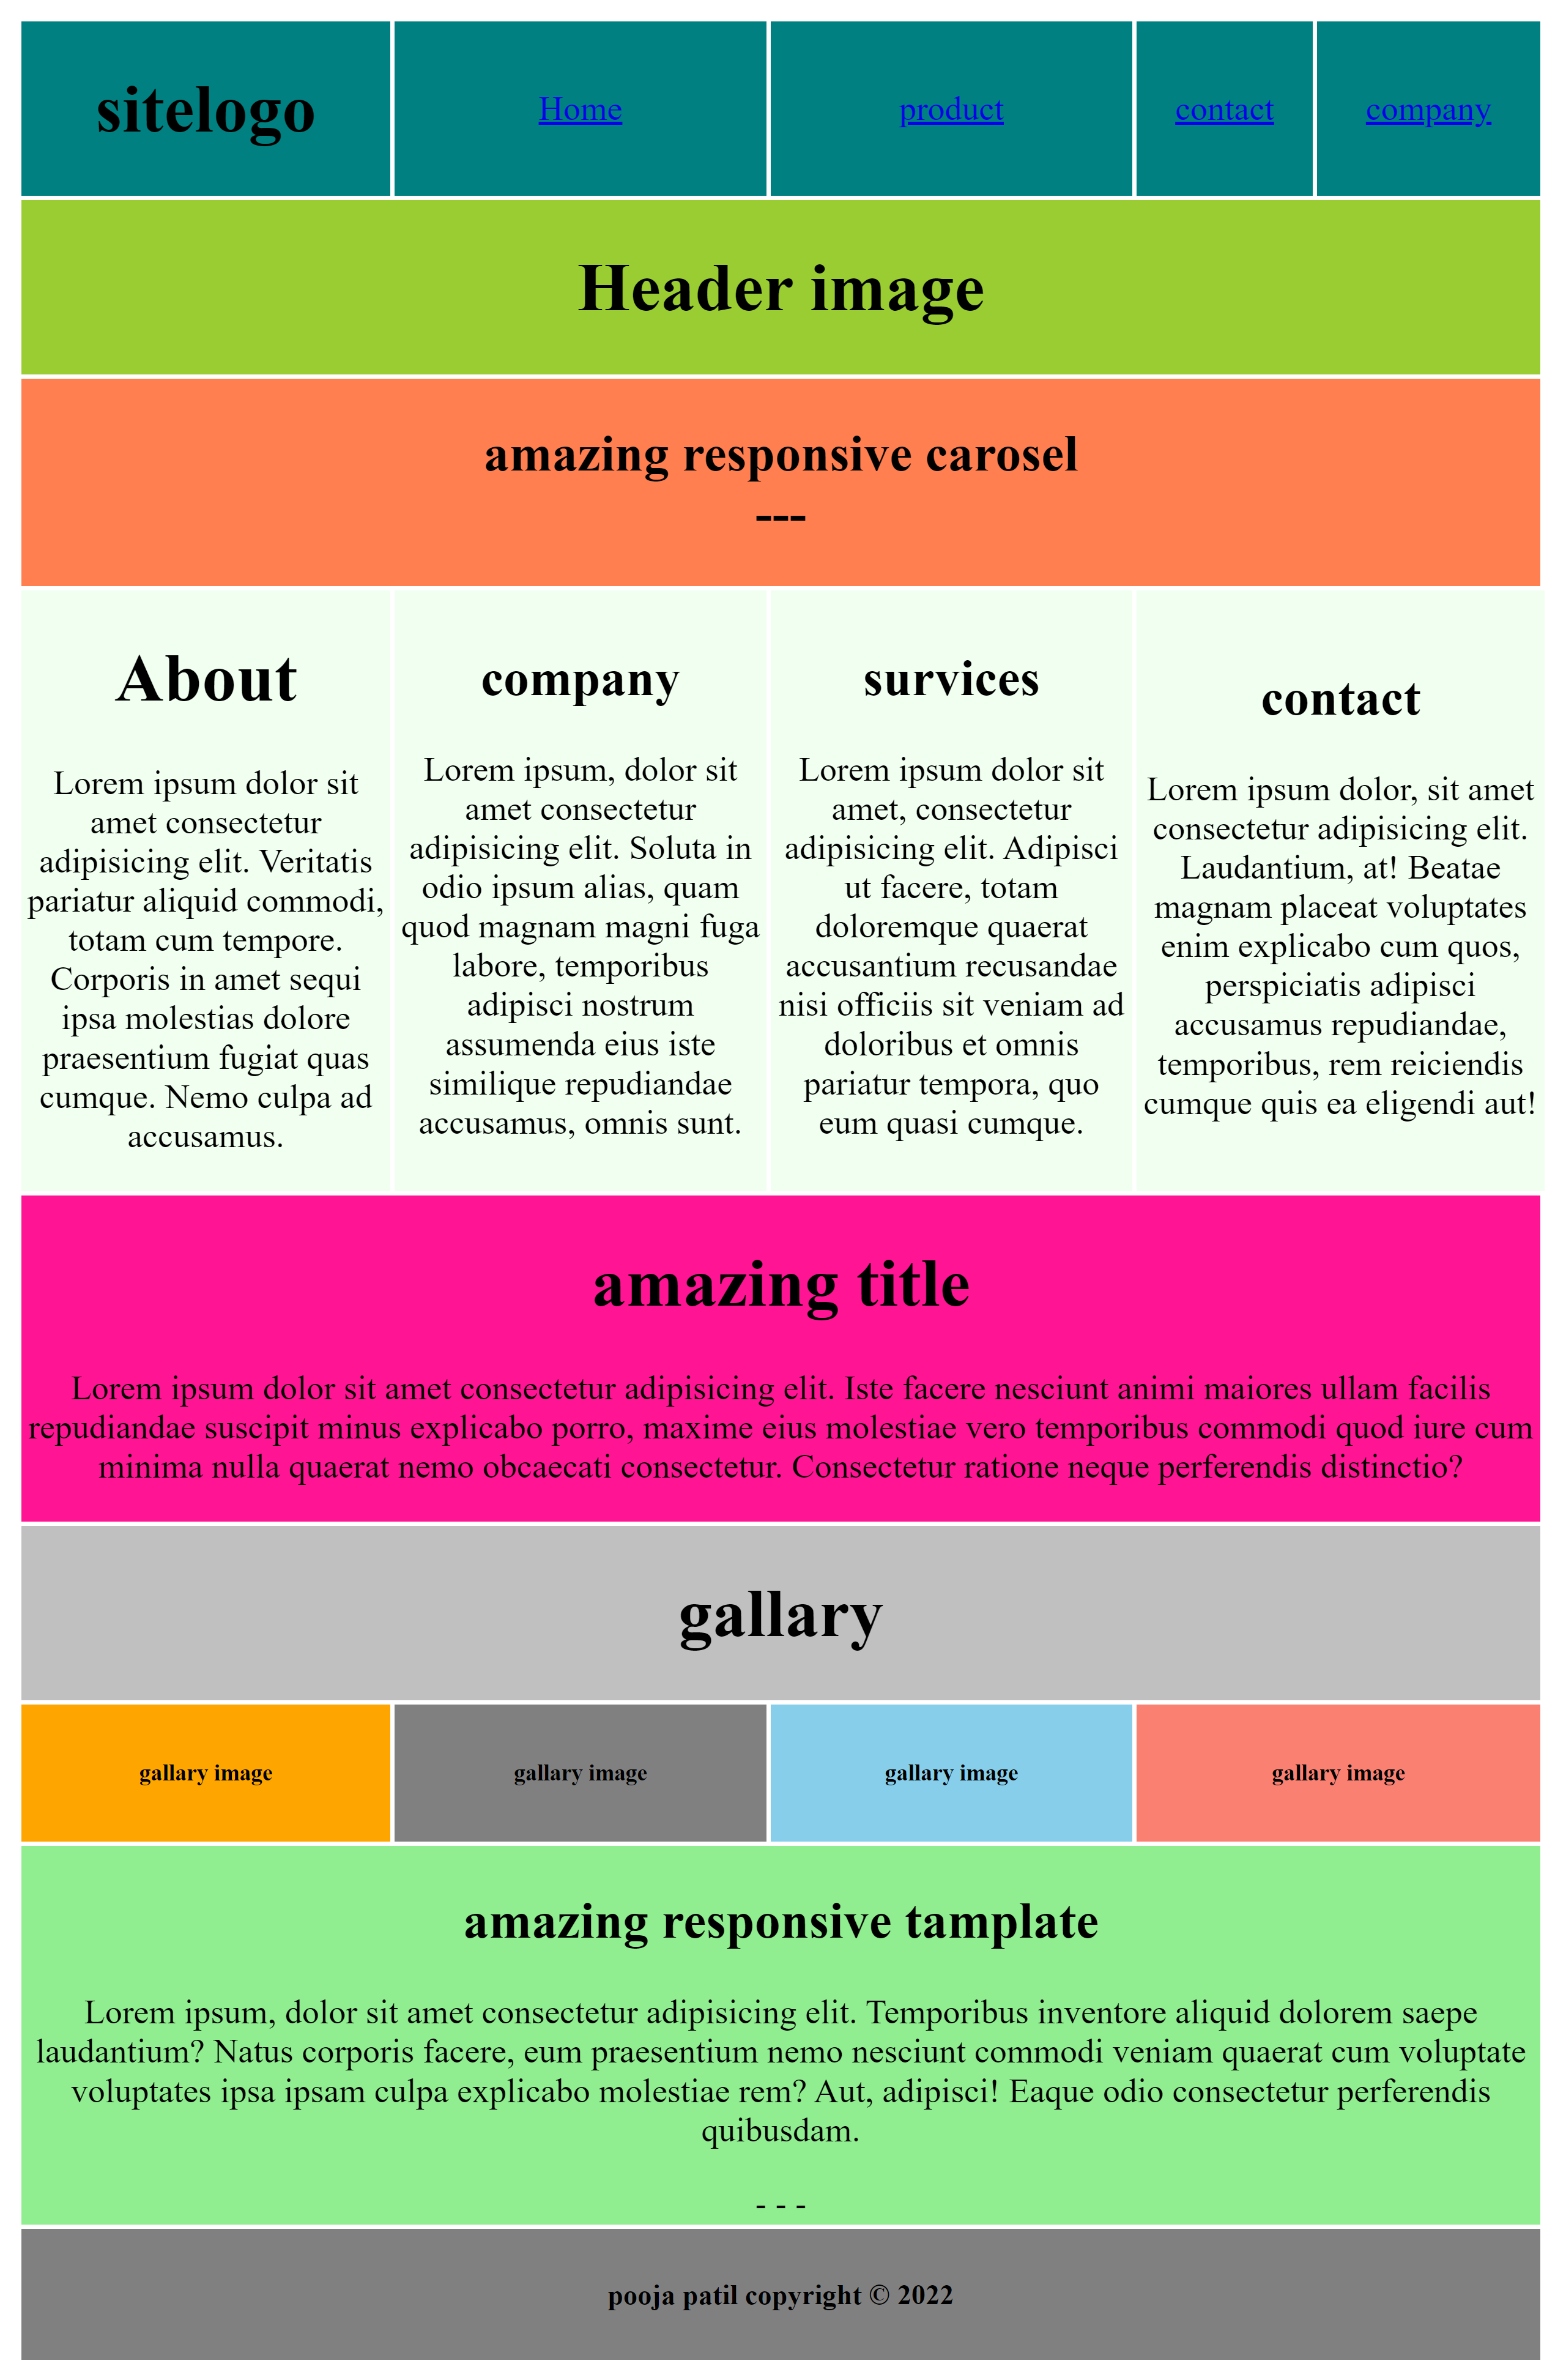 sitelogo
Home
product
contact
company
Header image
amazing responsive carosel
---
About
Lorem ipsum dolor sit
amet consectetur
adipisicing elit. Veritatis
pariatur aliquid commodi,
totam cum tempore.
Corporis in amet sequi
ipsa molestias dolore
praesentium fugiat quas
cumque. Nemo culpa ad
accusamus.
company
Lorem ipsum, dolor sit
amet consectetur
adipisicing elit. Soluta in
odio ipsum alias, quam
quod magnam magni fuga
labore, temporibus
adipisci nostrum
assumenda eius iste
similique repudiandae
accusamus, omnis sunt.
survices
Lorem ipsum dolor sit
amet, consectetur
adipisicing elit. Adipisci
ut facere, totam
doloremque quaerat
accusantium recusandae
nisi officiis sit veniam ad
doloribus et omnis
pariatur tempora, quo
eum quasi cumque.
contact
Lorem ipsum dolor, sit amet
consectetur adipisicing elit.
Laudantium, at! Beatae
magnam placeat voluptates
enim explicabo cum quos,
perspiciatis adipisci
accusamus repudiandae,
temporibus, rem reiciendis
cumque quis ea eligendi aut!
amazing title
Lorem ipsum dolor sit amet consectetur adipisicing elit. Iste facere nesciunt animi maiores ullam facilis
repudiandae suscipit minus explicabo porro, maxime eius molestiae vero temporibus commodi quod iure cum
minima nulla quaerat nemo obcaecati consectetur. Consectetur ratione neque perferendis distinctio?
gallary
gallary image
gallary image
gallary image
gallary image
amazing responsive tamplate
Lorem ipsum, dolor sit amet consectetur adipisicing elit. Temporibus inventore aliquid dolorem saepe
laudantium? Natus corporis facere, eum praesentium nemo nesciunt commodi veniam quaerat cum voluptate
voluptates ipsa ipsam culpa explicabo molestiae rem? Aut, adipisci! Eaque odio consectetur perferendis
quibusdam.
- - -
pooja patil copyright © 2022